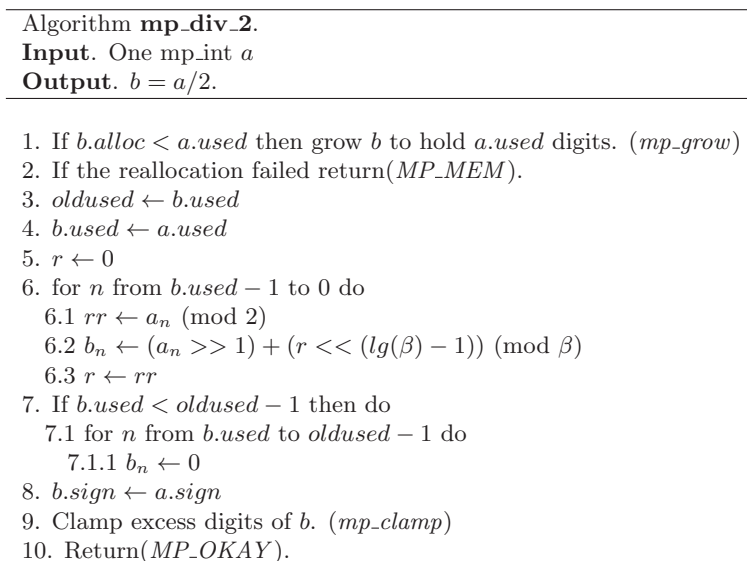 Algorithm mp_div_2.
Input. One mp_int a
Output. b = a/2.
1. If b.alloc < a.used then grow b to hold a.used digits. (mp_grow)
2. If the reallocation failed return(MP_MEM).
3. oldused ← b.used
4. b.used ← a.used
5. r ← 0
6. for n from b.used − 1 to 0 do
6.1 rr ← aₙ (mod 2)
6.2 bₙ ← (aₙ >> 1) + (r << (lg(β) − 1)) (mod β)
6.3 r ← rr
7. If b.used < oldused − 1 then do
7.1 for n from b.used to oldused − 1 do
7.1.1 bₙ ← 0
8. b.sign ← a.sign
9. Clamp excess digits of b. (mp_clamp)
10. Return(MP_OKAY).